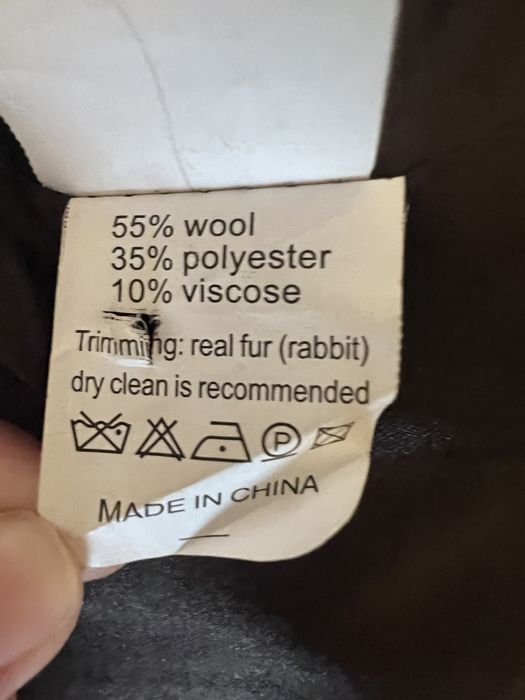 55% wool
35% polyester
10% viscose
Trimming: real fur (rabbit)
dry clean is recommended
P
MADE IN CHINA